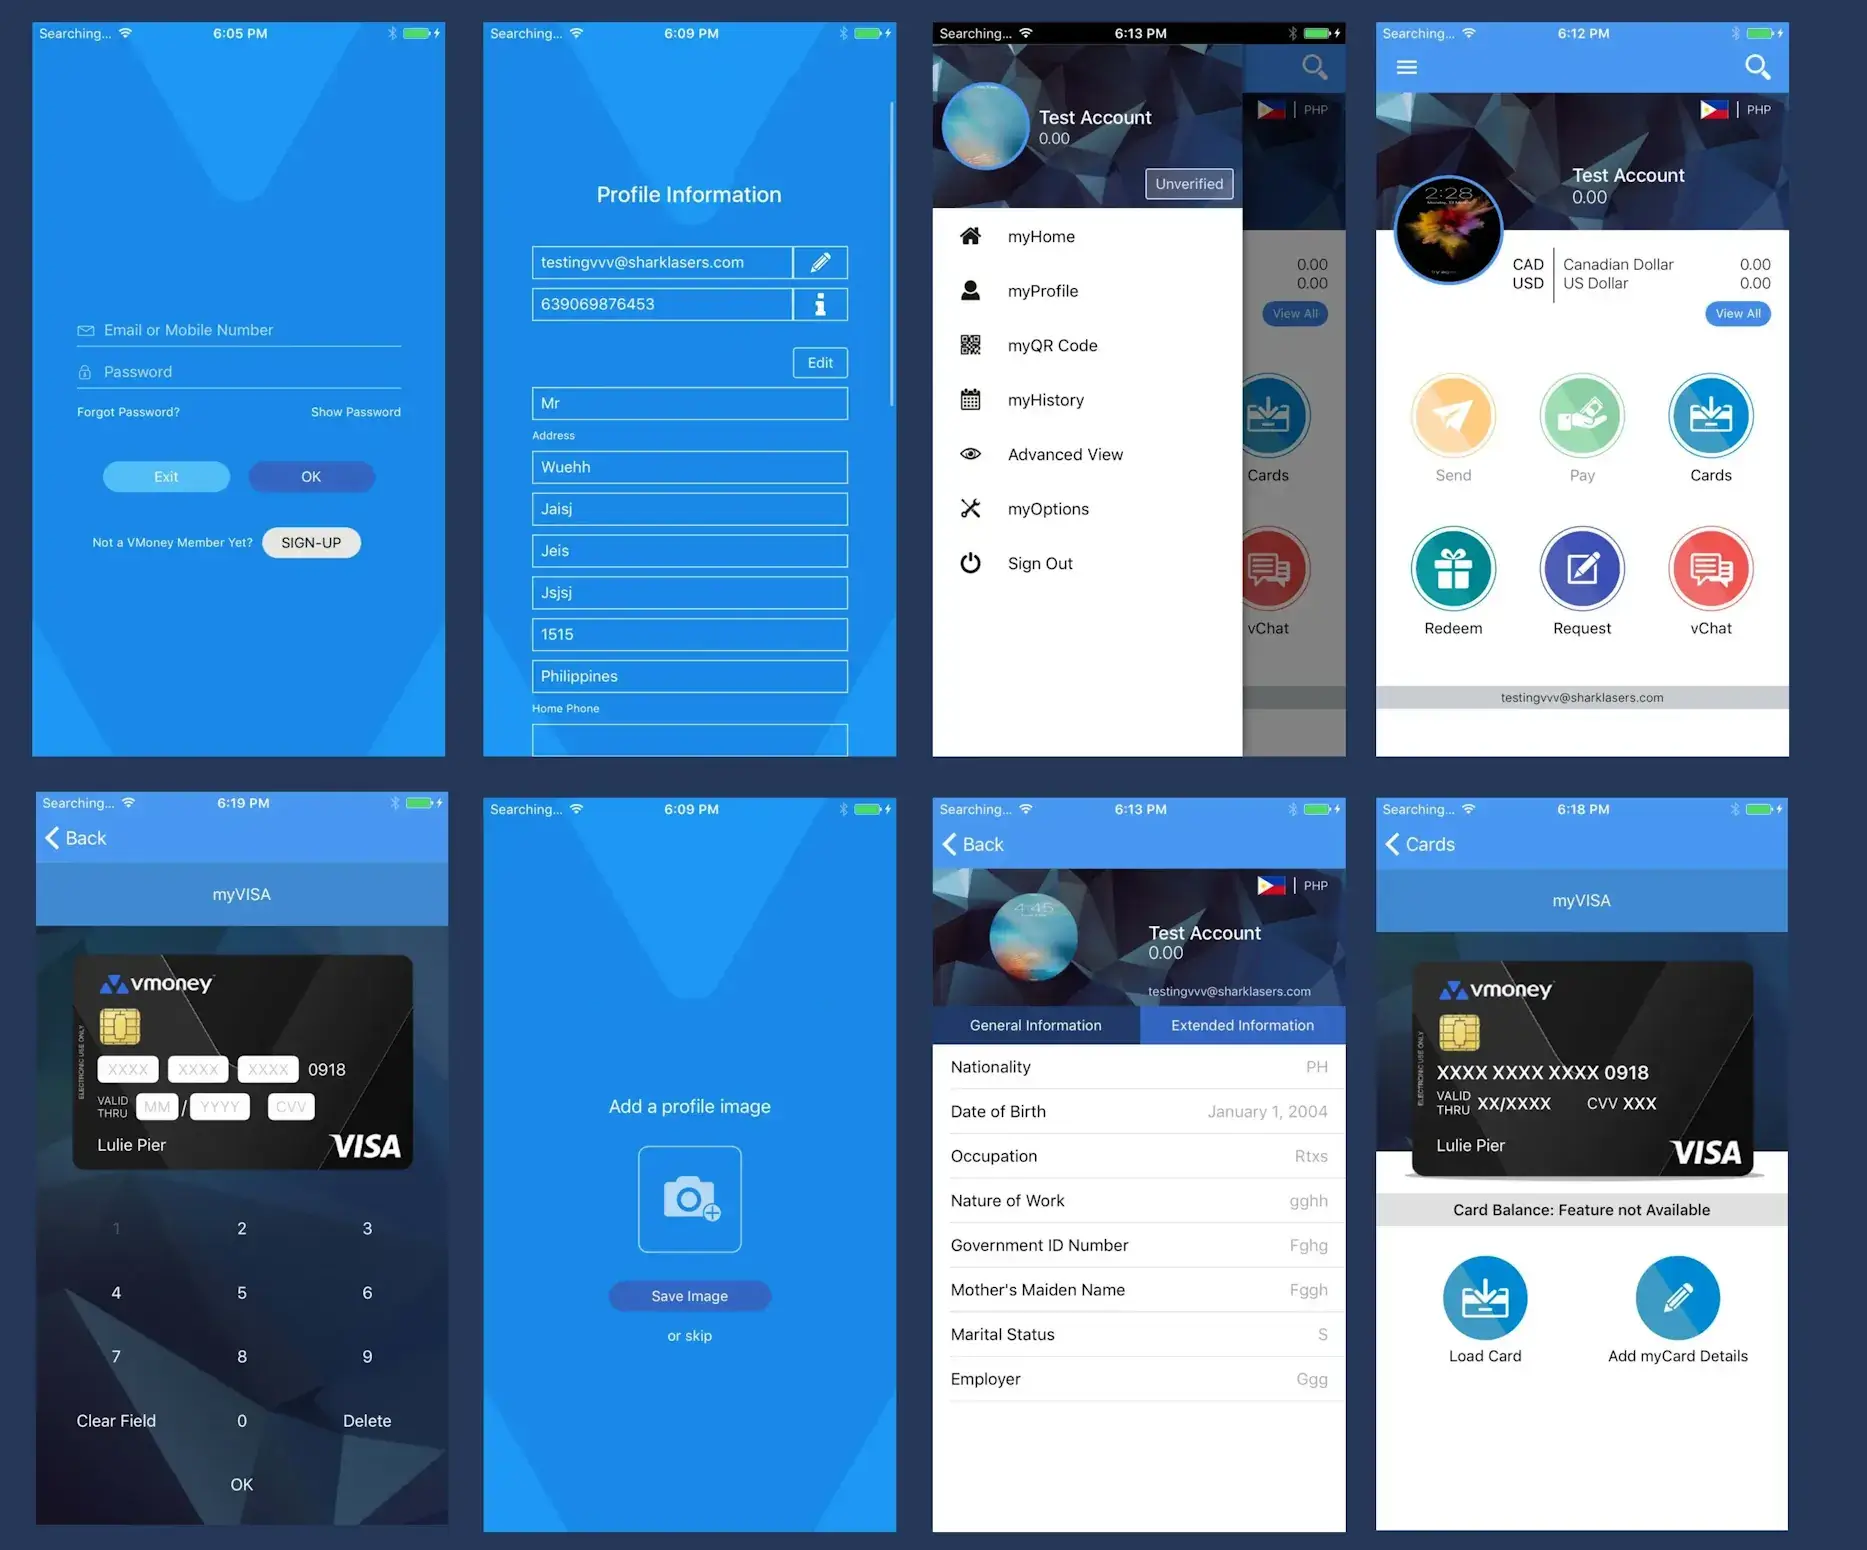 Searching... 6:05 PM
Email or Mobile Number
Password
Forgot Password? Show Password
Exit OK
Not a VMoney Member Yet? SIGN-UP
Searching... 6:09 PM
Profile Information
testingvvv@sharklasers.com
639069876453
Edit
Mr
Address
Wuehh
Jaisj
Jeis
Jsjsj
1515
Philippines
Home Phone
Searching... 6:13 PM
Test Account
0.00
Unverified
myHome
myProfile
myQR Code
myHistory
Advanced View
myOptions
Sign Out
PHP
0.00
0.00
View All
Cards
vChat
Searching... 6:12 PM
PHP
Test Account
0.00
2:28
CAD Canadian Dollar 0.00
USD US Dollar 0.00
View All
Send Pay Cards
Redeem Request vChat
testingvvv@sharklasers.com
Searching... 6:19 PM
Back
myVISA
vmoney
ELECTRONIC USE ONLY
XXXX XXXX XXXX 0918
VALID THRU MM / YYYY CVV
Lulie Pier VISA
1 2 3
4 5 6
7 8 9
Clear Field 0 Delete
OK
Searching... 6:09 PM
Add a profile image
Save Image
or skip
Searching... 6:13 PM
Back
PHP
4:45
Test Account
0.00
testingvvv@sharklasers.com
General Information Extended Information
Nationality PH
Date of Birth January 1, 2004
Occupation Rtxs
Nature of Work gghh
Government ID Number Fghg
Mother's Maiden Name Fggh
Marital Status S
Employer Ggg
Searching... 6:18 PM
Cards
myVISA
vmoney
ELECTRONIC USE ONLY
XXXX XXXX XXXX 0918
VALID THRU XX/XXXX CVV XXX
Lulie Pier VISA
Card Balance: Feature not Available
Load Card Add myCard Details